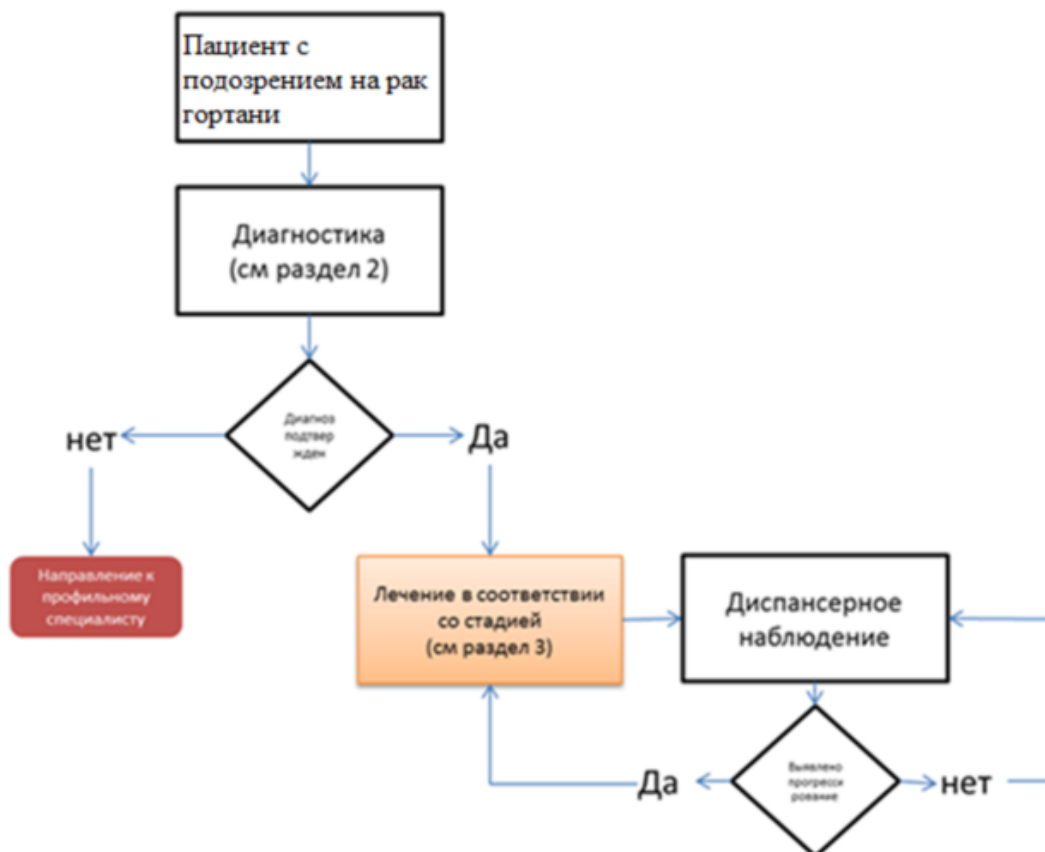 Пациент с
подозрением на рак
гортани
Диагностика
(см раздел 2)
Диагноз
подтвер
жден
нет
Да
Направление к
профильному
специалисту
Лечение в соответствии
со стадией
(см раздел 3)
Диспансерное
наблюдение
Выявлено
прогресси
рование
Да
нет